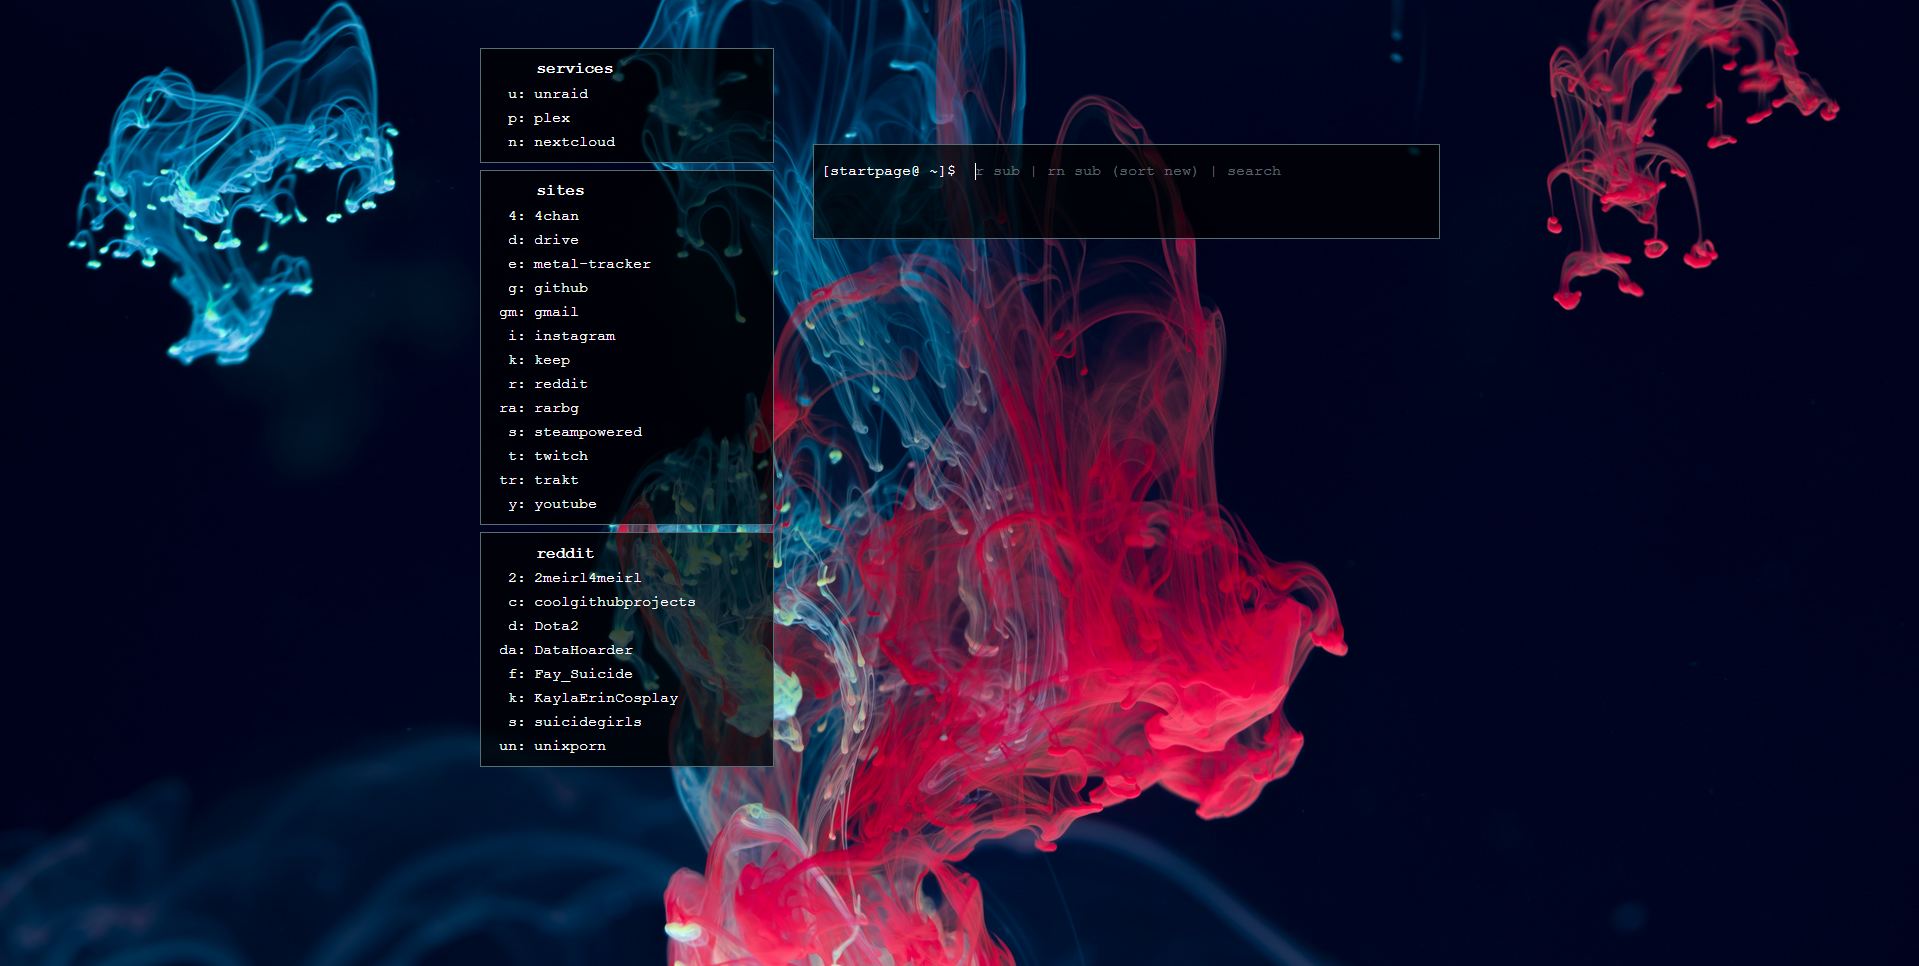 services
u: unraid
p: plex
n: nextcloud
sites
4: 4chan
d: drive
e: metal-tracker
g: github
gm: gmail
i: instagram
k: keep
r: reddit
ra: rarbg
s: steampowered
t: twitch
tr: trakt
y: youtube
reddit
2: 2meirl4meirl
c: coolgithubprojects
d: Dota2
da: DataHoarder
f: Fay_Suicide
k: KaylaErinCosplay
s: suicidegirls
un: unixporn
[startpage@ ~]$ r sub | rn sub (sort new) | search